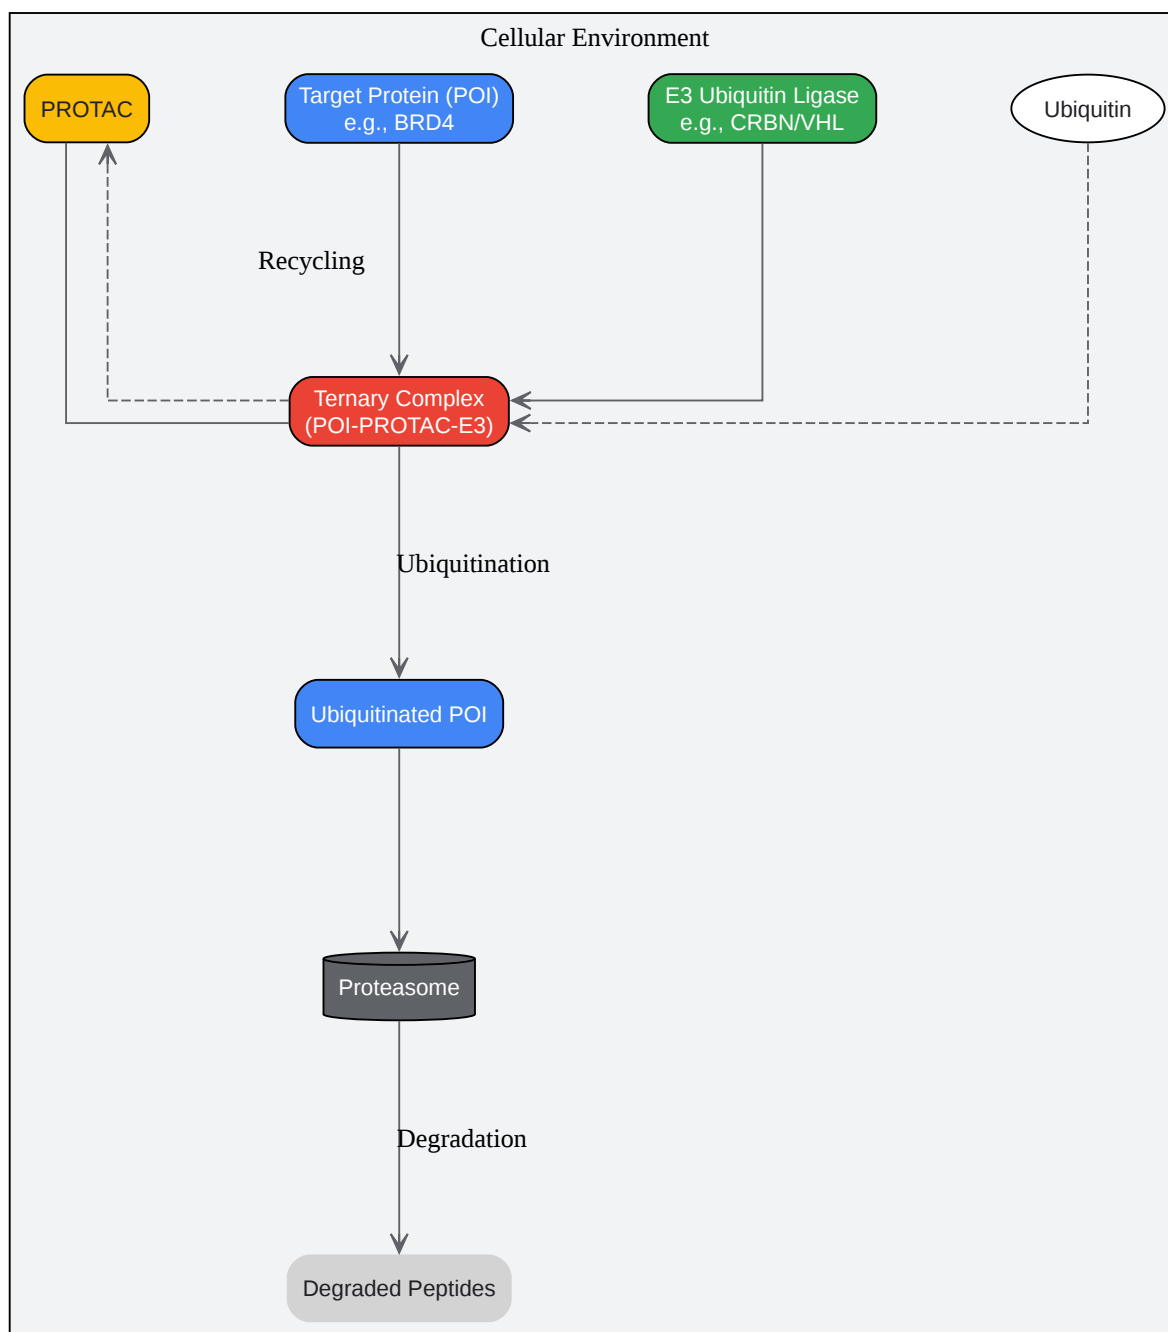 Cellular Environment
PROTAC
Target Protein (POI)
e.g., BRD4
E3 Ubiquitin Ligase
e.g., CRBN/VHL
Ubiquitin
Recycling
Ternary Complex
(POI-PROTAC-E3)
Ubiquitination
Ubiquitinated POI
Proteasome
Degradation
Degraded Peptides